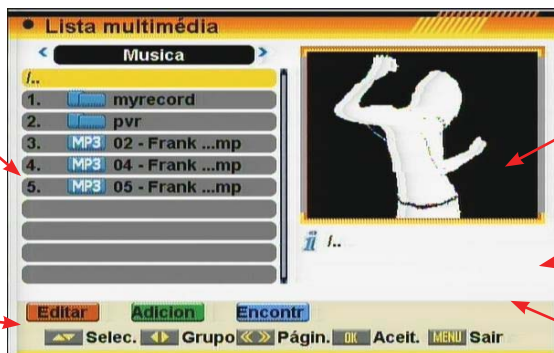 Lista multimédia
Musica
/..
1. myrecord
2. pvr
3. MP3 02 - Frank ...mp
4. MP3 04 - Frank ...mp
5. MP3 05 - Frank ...mp
/..
Editar Adicion Encontr
Selec. Grupo Págin. OK Aceit. MENU Sair